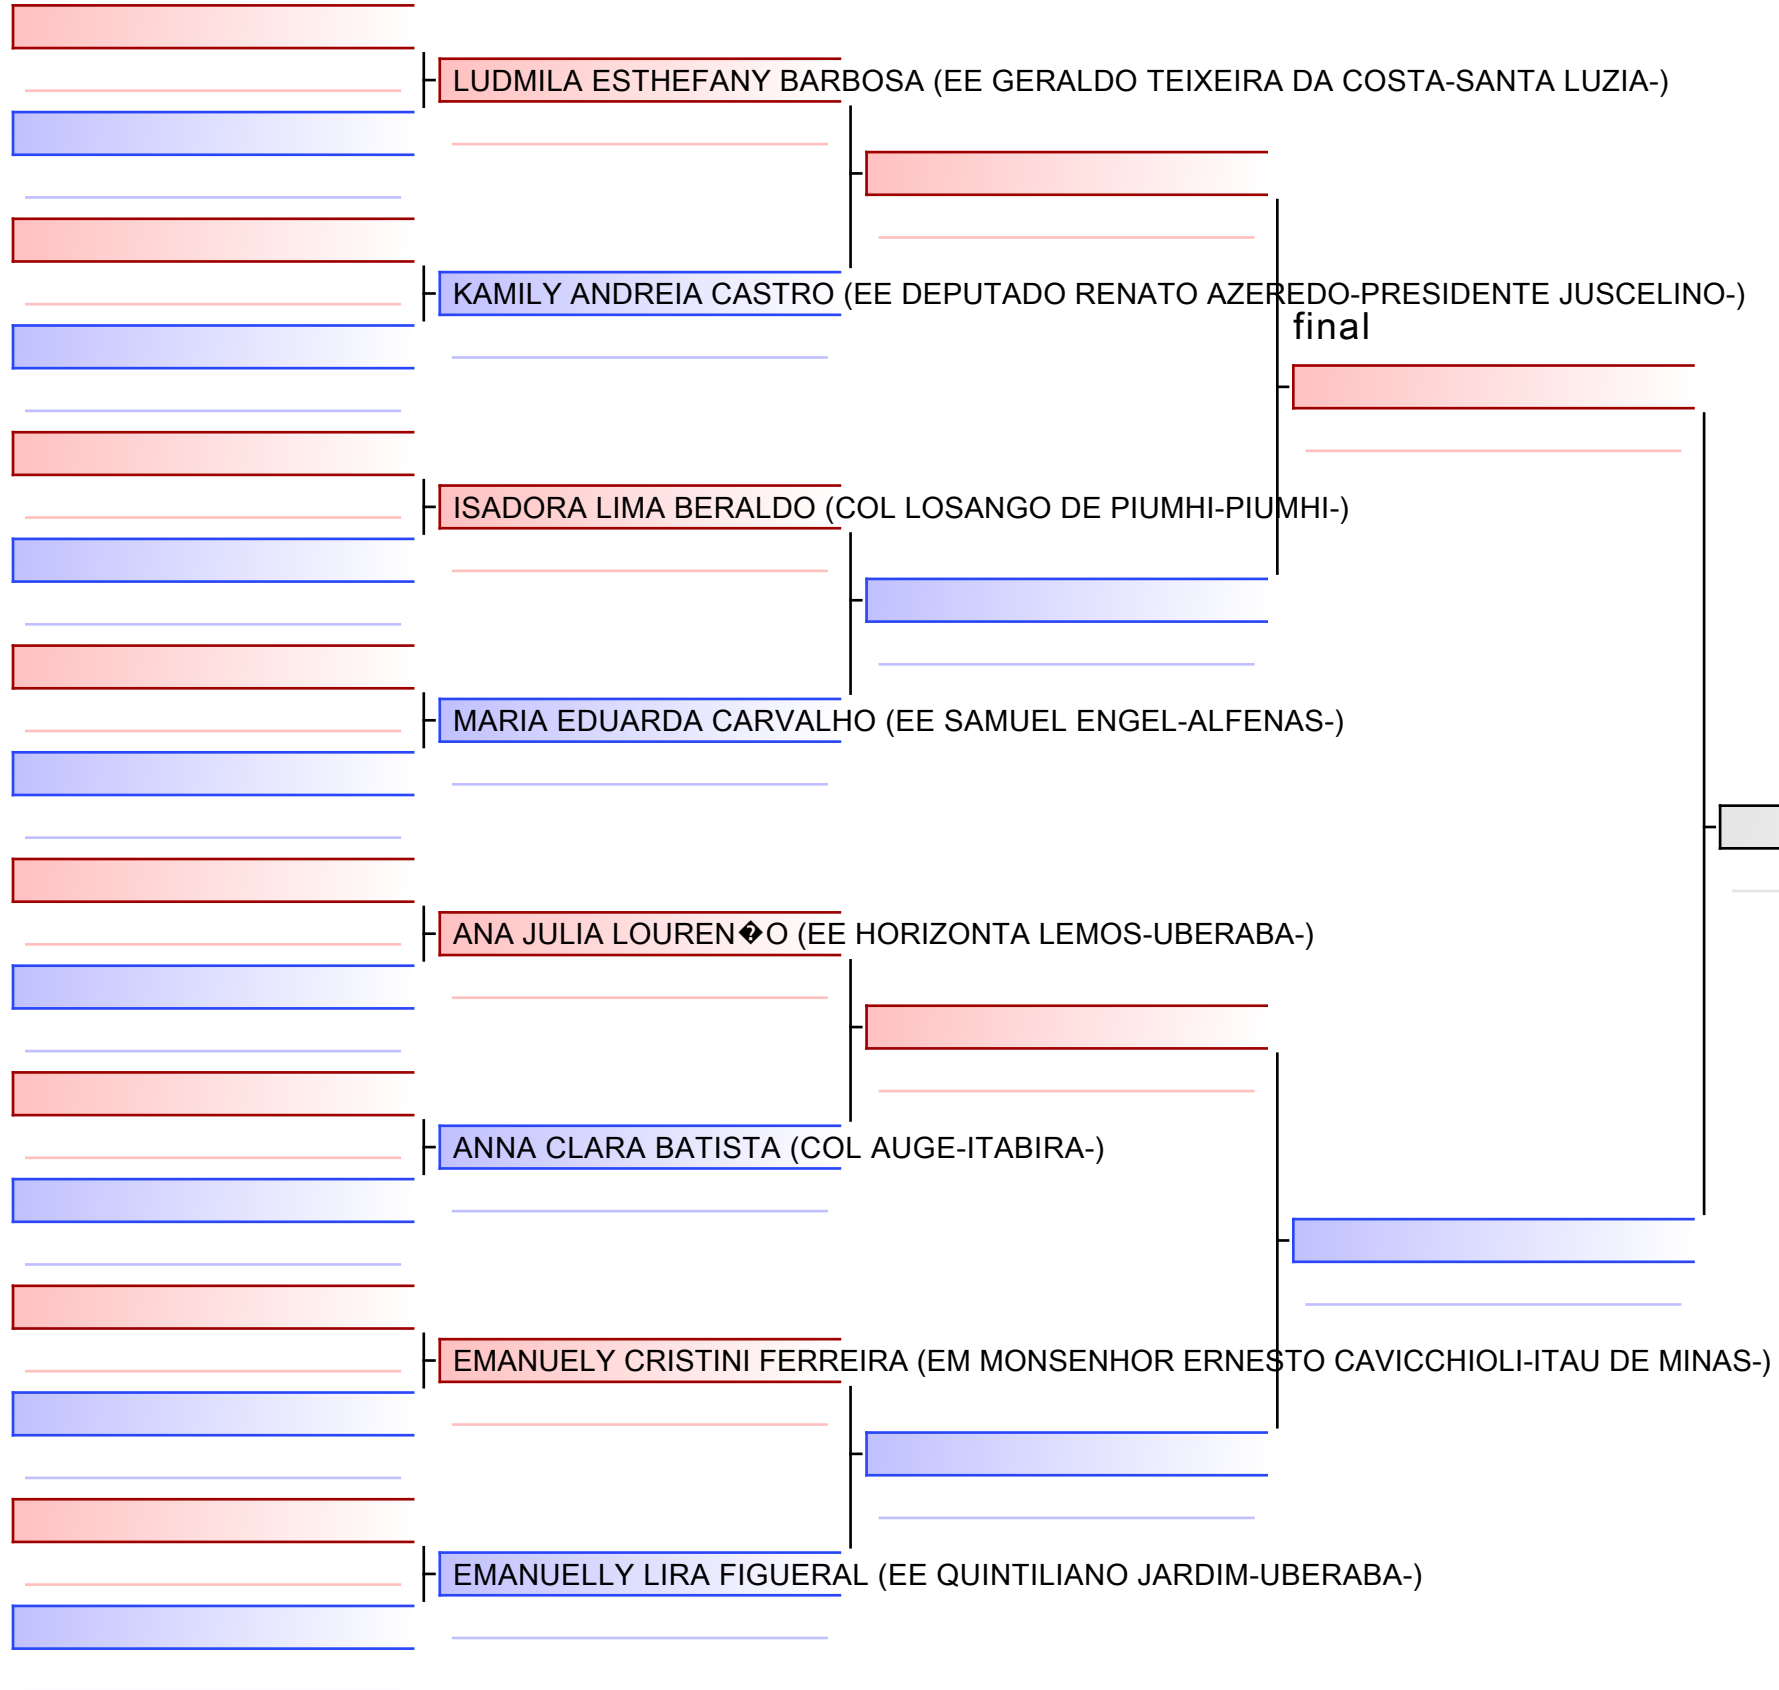 LUDMILA ESTHEFANY BARBOSA (EE GERALDO TEIXEIRA DA COSTA-SANTA LUZIA-)
KAMILY ANDREIA CASTRO (EE DEPUTADO RENATO AZEREDO-PRESIDENTE JUSCELINO-)
final
ISADORA LIMA BERALDO (COL LOSANGO DE PIUMHI-PIUMHI-)
MARIA EDUARDA CARVALHO (EE SAMUEL ENGEL-ALFENAS-)
ANA JULIA LOUREN�O (EE HORIZONTA LEMOS-UBERABA-)
ANNA CLARA BATISTA (COL AUGE-ITABIRA-)
EMANUELY CRISTINI FERREIRA (EM MONSENHOR ERNESTO CAVICCHIOLI-ITAU DE MINAS-)
EMANUELLY LIRA FIGUERAL (EE QUINTILIANO JARDIM-UBERABA-)